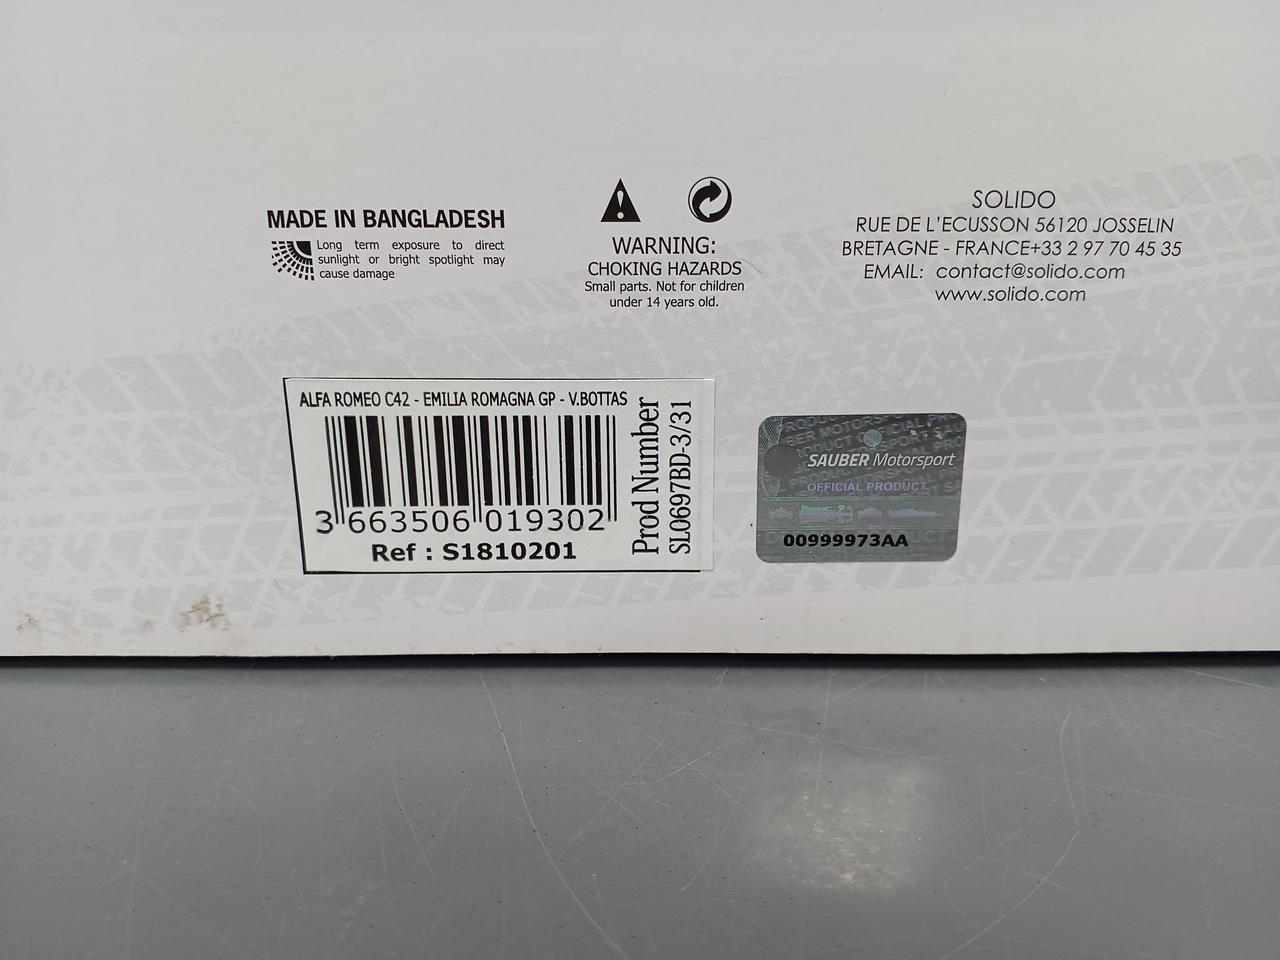 MADE IN BANGLADESH
Long term exposure to direct
sunlight or bright spotlight may
cause damage
WARNING:
CHOKING HAZARDS
Small parts. Not for children
under 14 years old.
SOLIDO
RUE DE L'ECUSSON 56120 JOSSELIN
BRETAGNE - FRANCE+33 2 97 70 45 35
EMAIL: contact@solido.com
www.solido.com
ALFA ROMEO C42 - EMILIA ROMAGNA GP - V.BOTTAS
3 663506 019302
Ref : S1810201
Prod Number
SL0697BD-3/31
SAUBER Motorsport
OFFICIAL PRODUCT
00999973AA